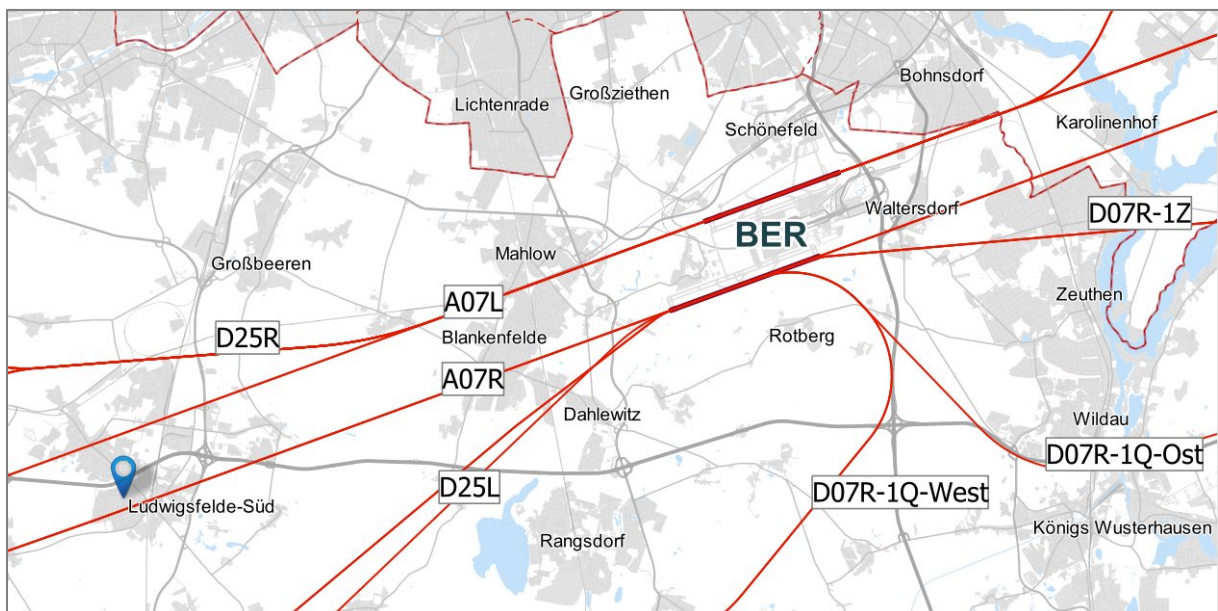 Bohnsdorf
Großziethen
Lichtenrade
Karolinenhof
Schönefeld
Waltersdorf
D07R-1Z
BER
Mahlow
Großbeeren
Zeuthen
A07L
D25R
Blankenfelde
Rotberg
A07R
Dahlewitz
Wildau
D07R-1Q-Ost
D25L
D07R-1Q-West
Ludwigsfelde-Süd
Königs Wusterhausen
Rangsdorf